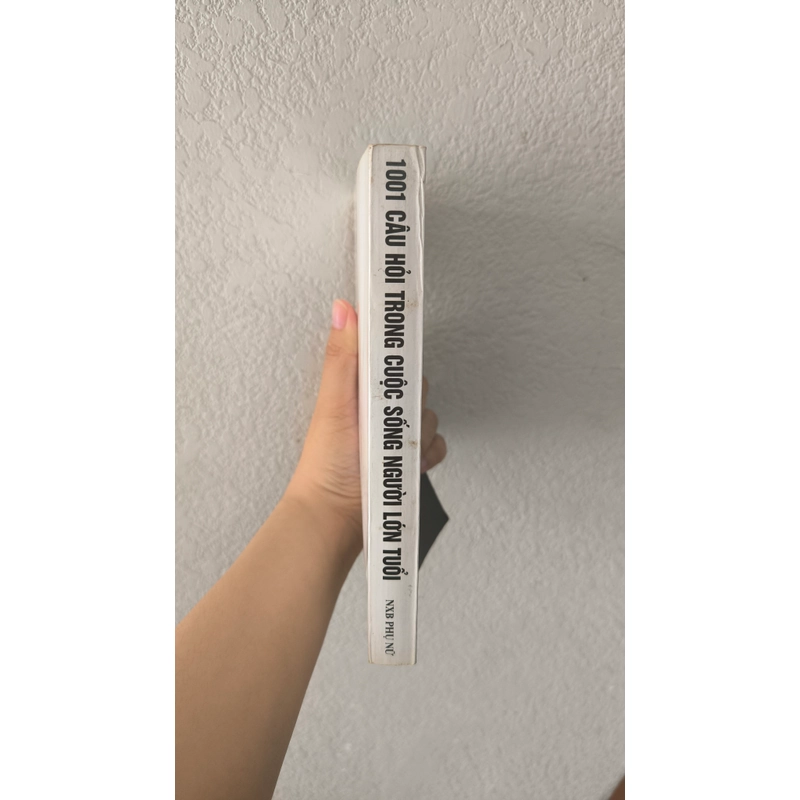 1001 CÂU HỎI TRONG CUỘC SỐNG NGƯỜI LỚN TUỔI
NXB PHỤ NỮ